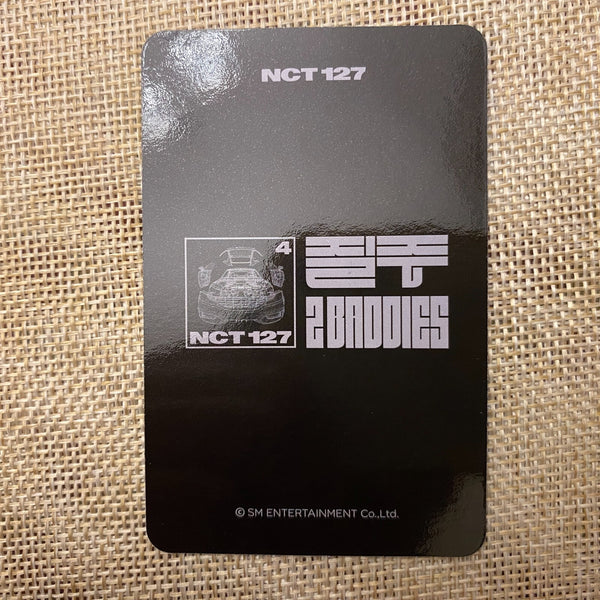 NCT 127
4
NCT 127
질주
2 BADDIES
© SM ENTERTAINMENT Co.,Ltd.